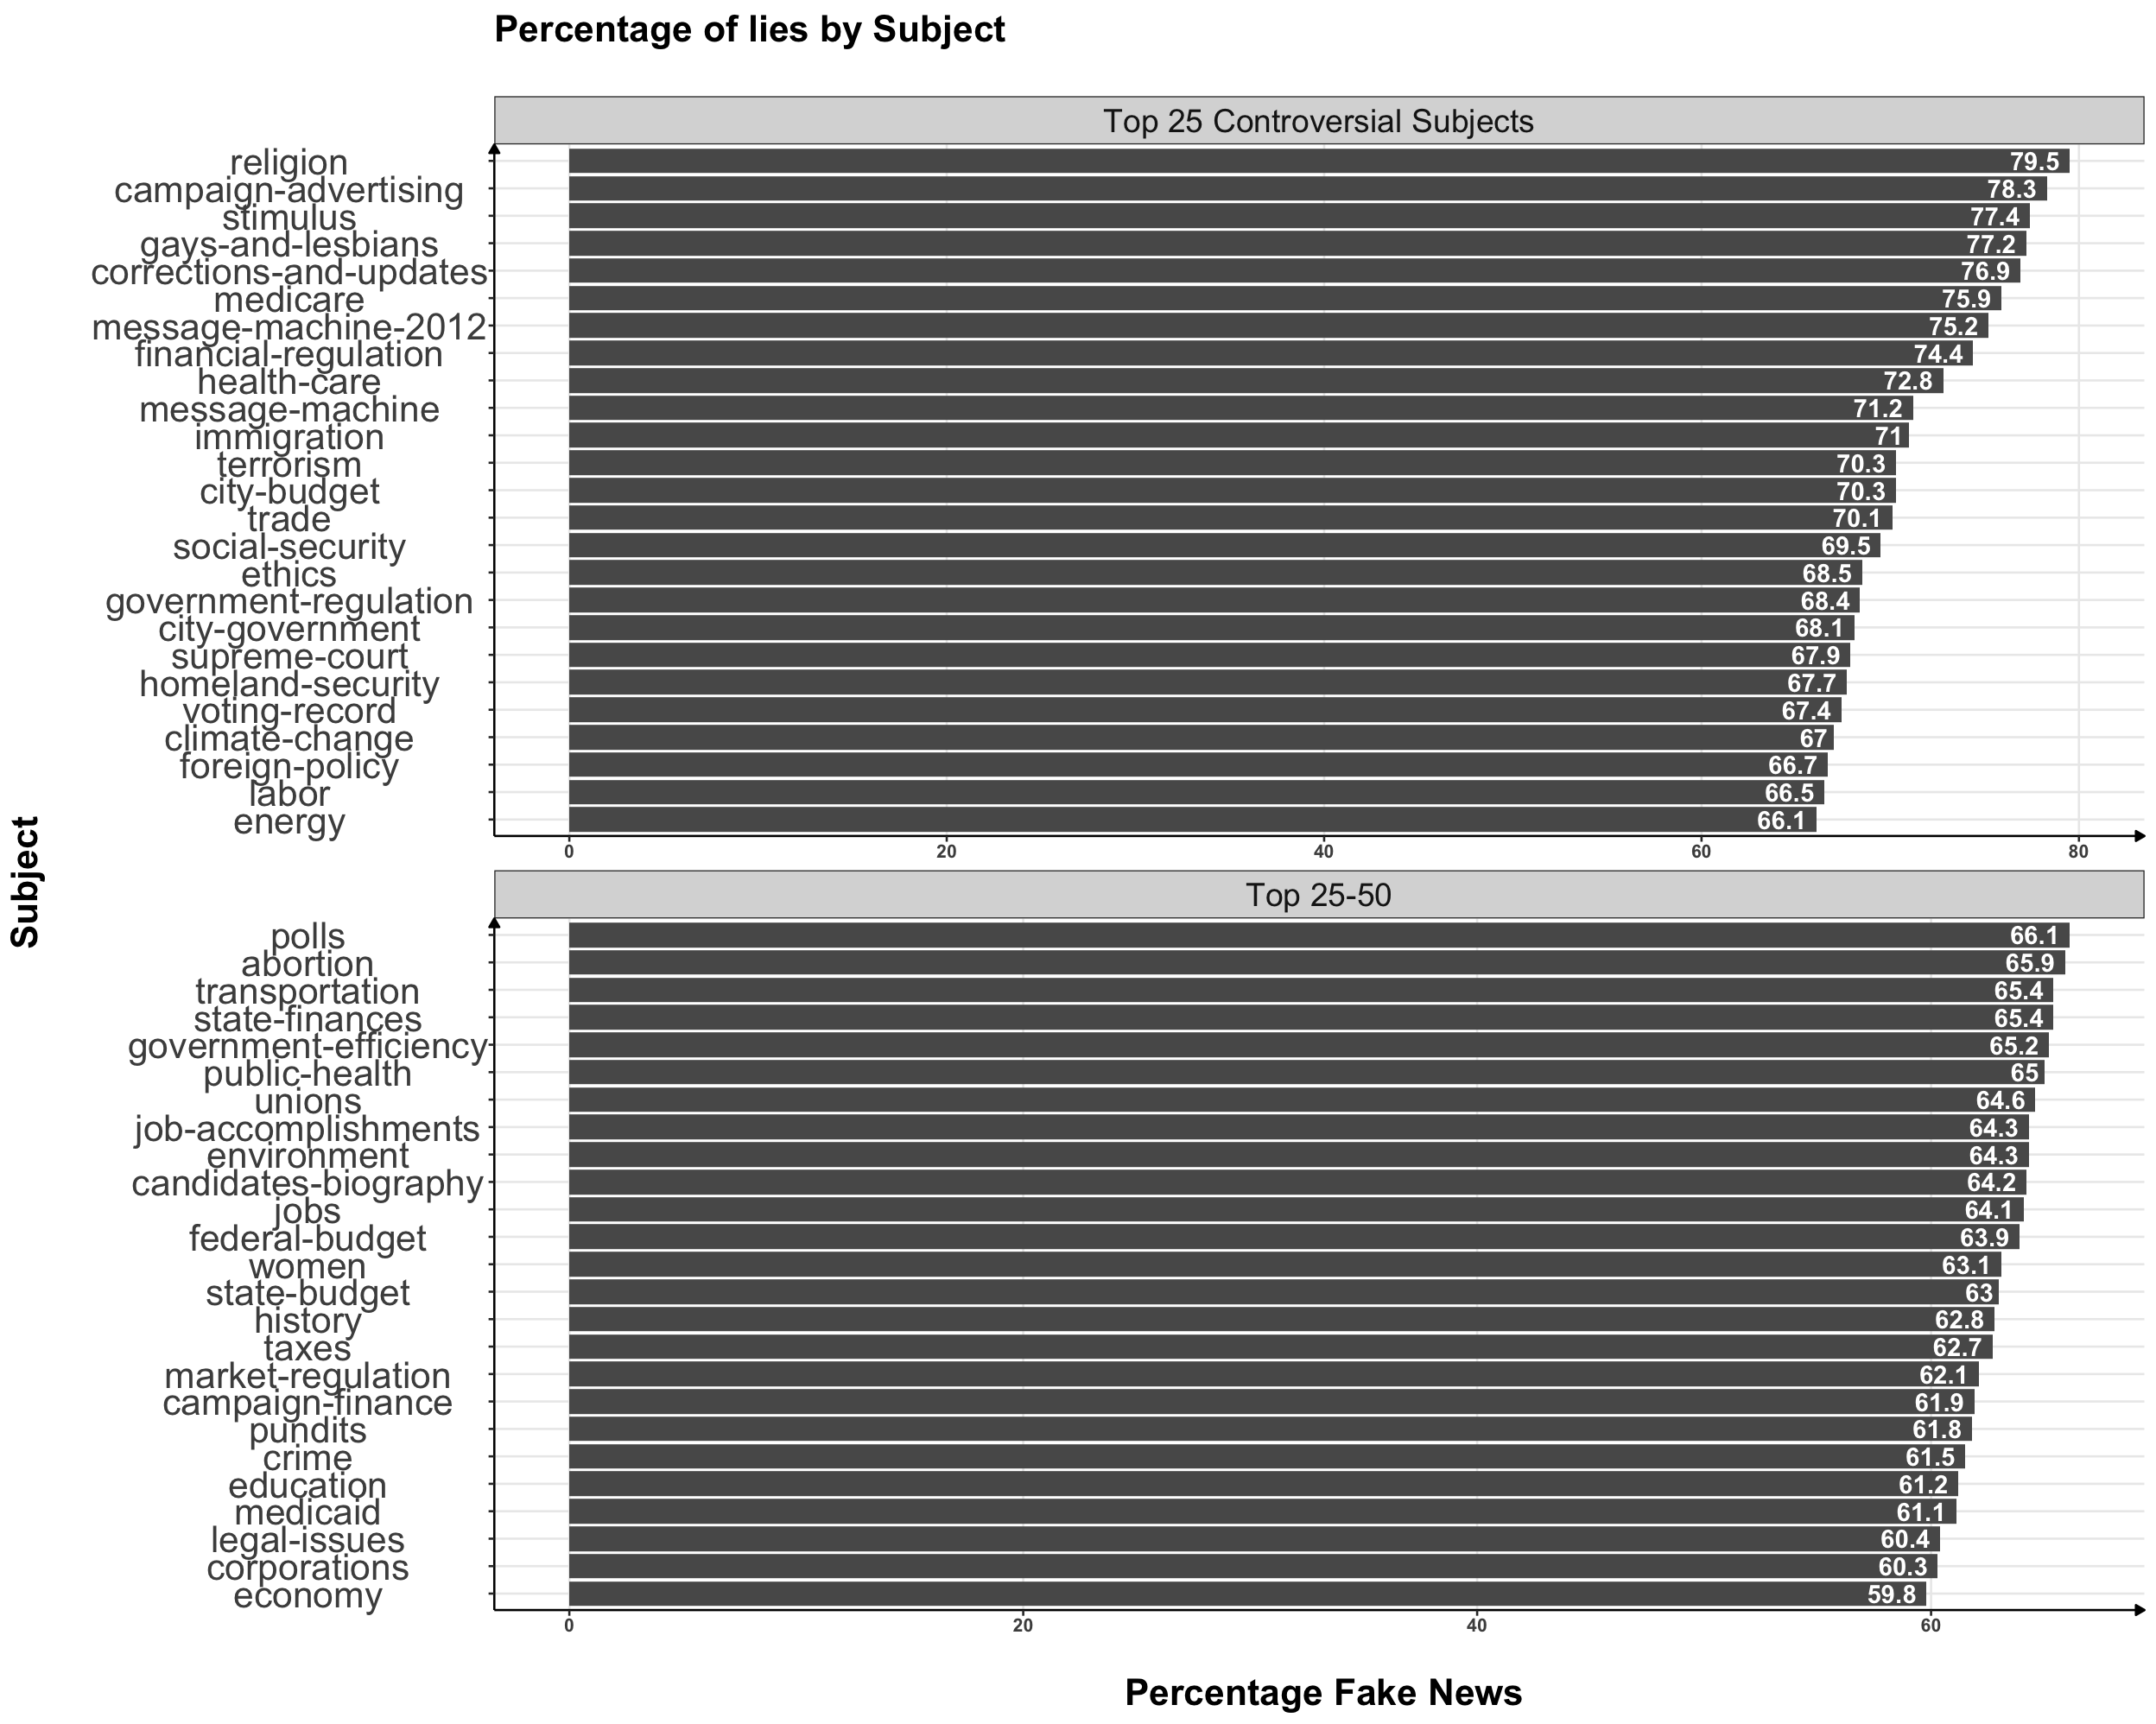 Percentage of lies by Subject
Top 25 Controversial Subjects
religion 79.5
campaign-advertising 78.3
stimulus 77.4
gays-and-lesbians 77.2
corrections-and-updates 76.9
medicare 75.9
message-machine-2012 75.2
financial-regulation 74.4
health-care 72.8
message-machine 71.2
immigration 71
terrorism 70.3
city-budget 70.3
trade 70.1
social-security 69.5
ethics 68.5
government-regulation 68.4
city-government 68.1
supreme-court 67.9
homeland-security 67.7
voting-record 67.4
climate-change 67
foreign-policy 66.7
labor 66.5
energy 66.1
0 20 40 60 80
Subject
Top 25-50
polls 66.1
abortion 65.9
transportation 65.4
state-finances 65.4
government-efficiency 65.2
public-health 65
unions 64.6
job-accomplishments 64.3
environment 64.3
candidates-biography 64.2
jobs 64.1
federal-budget 63.9
women 63.1
state-budget 63
history 62.8
taxes 62.7
market-regulation 62.1
campaign-finance 61.9
pundits 61.8
crime 61.5
education 61.2
medicaid 61.1
legal-issues 60.4
corporations 60.3
economy 59.8
0 20 40 60
Percentage Fake News